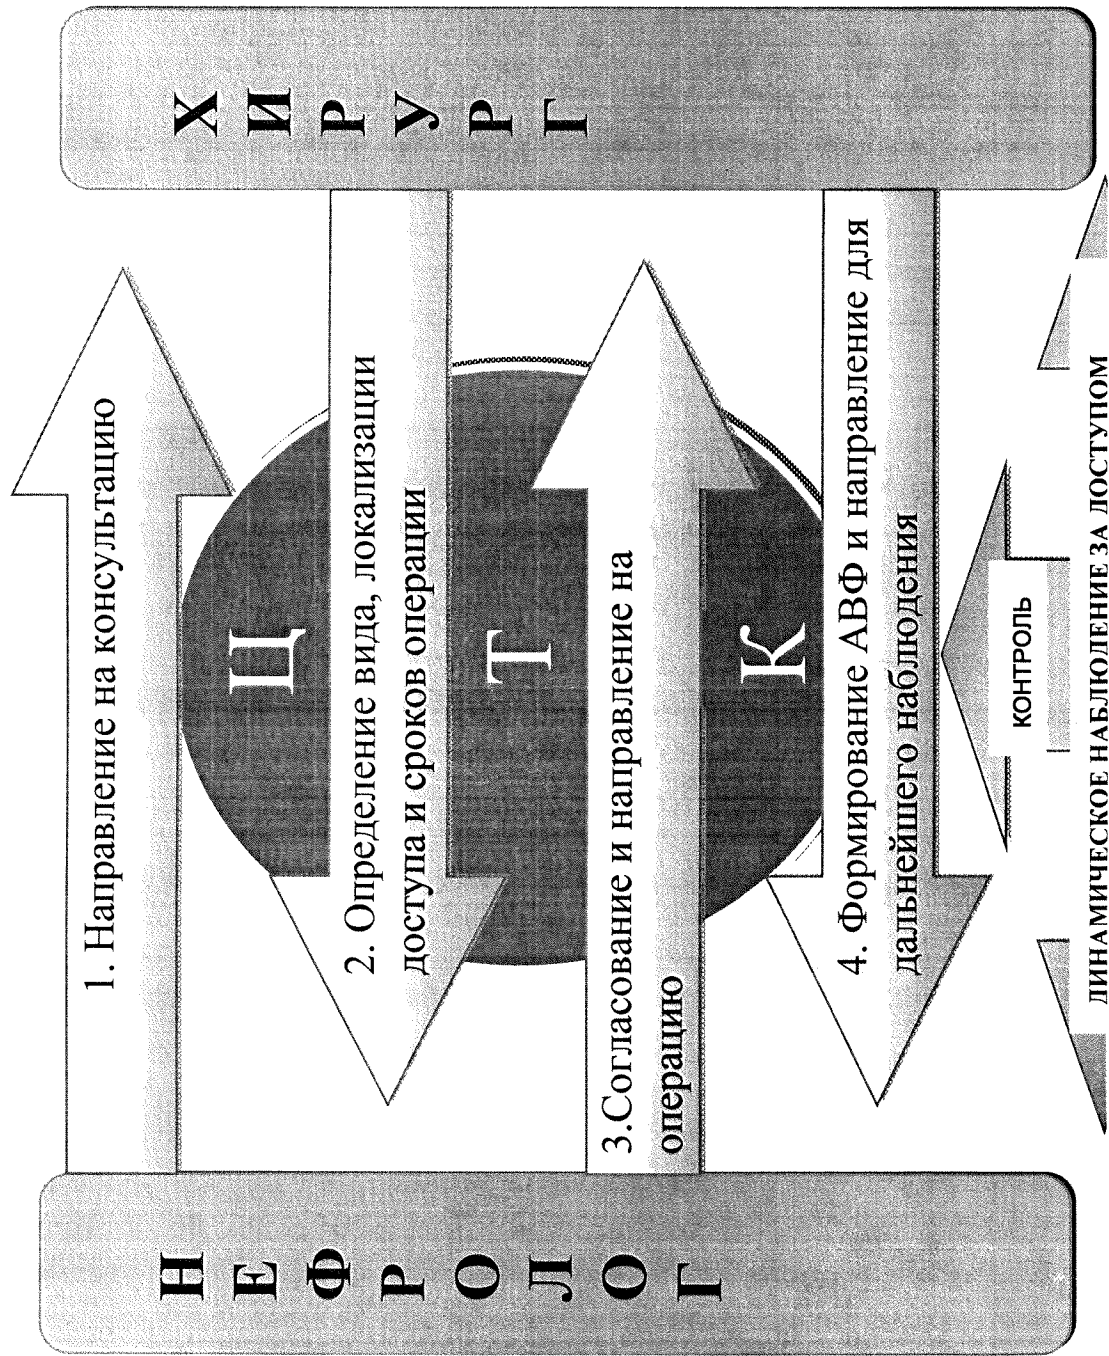 НЕФРОЛОГ
1. Направление на консультацию
Ц
2. Определение вида, локализации
доступа и сроков операции
Т
3.Согласование и направление на
операцию
К
4. Формирование АВФ и направление для
дальнейшего наблюдения
КОНТРОЛЬ
ДИНАМИЧЕСКОЕ НАБЛЮДЕНИЕ ЗА ДОСТУПОМ
ХИРУРГ